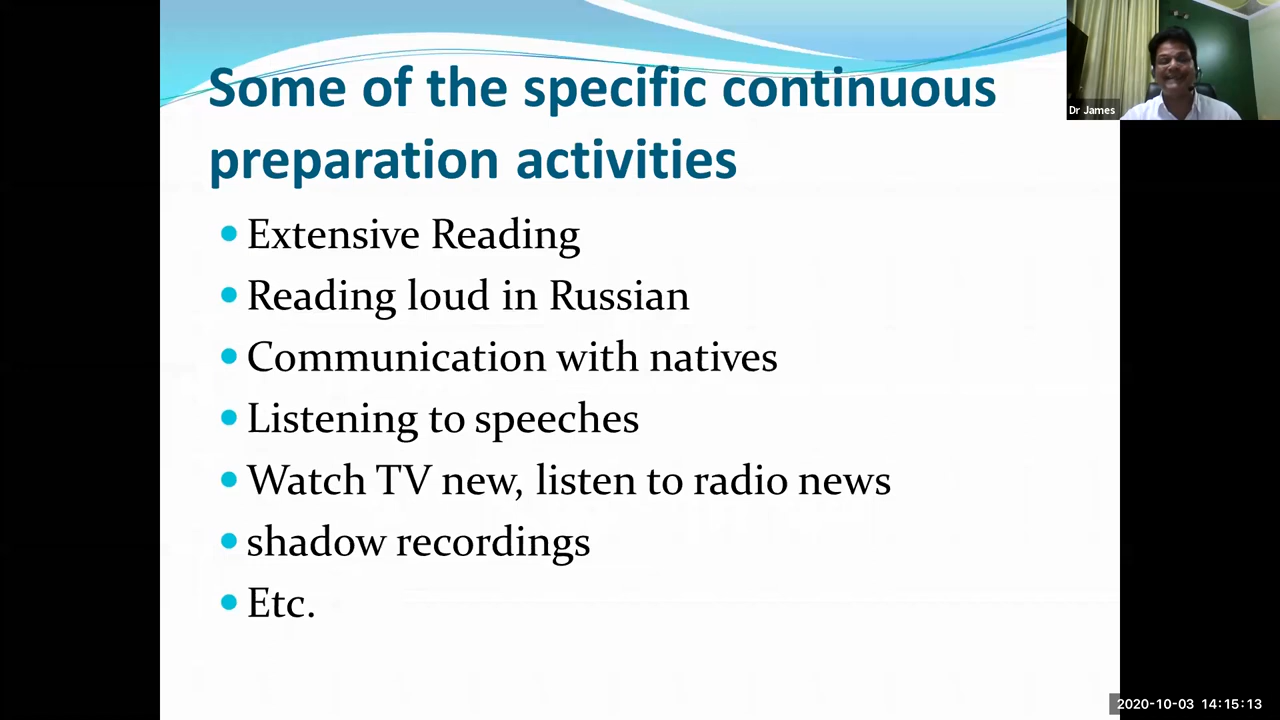 Some of the specific continuous
preparation activities
• Extensive Reading
• Reading loud in Russian
• Communication with natives
• Listening to speeches
• Watch TV new, listen to radio news
• shadow recordings
• Etc.
Dr James
2020-10-03 14:15:13